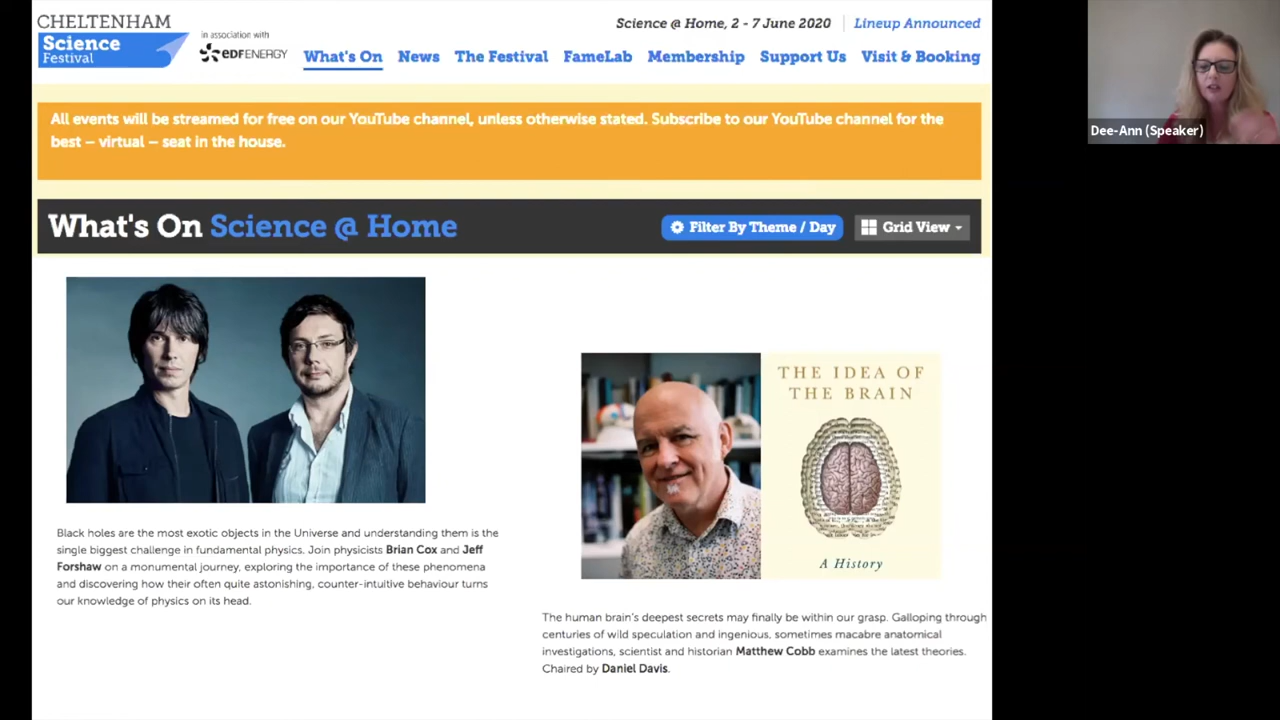 CHELTENHAM
Science
Festival
in association with
eDF ENERGY
Science @ Home, 2 - 7 June 2020
Lineup Announced
What's On News The Festival FameLab Membership Support Us Visit & Booking
All events will be streamed for free on our YouTube channel, unless otherwise stated. Subscribe to our YouTube channel for the
best – virtual – seat in the house.
What's On Science @ Home
Filter By Theme / Day
Grid View
Black holes are the most exotic objects in the Universe and understanding them is the
single biggest challenge in fundamental physics. Join physicists Brian Cox and Jeff
Forshaw on a monumental journey, exploring the importance of these phenomena
and discovering how their often quite astonishing, counter-intuitive behaviour turns
our knowledge of physics on its head.
THE IDEA OF
THE BRAIN
A History
The human brain's deepest secrets may finally be within our grasp. Galloping through
centuries of wild speculation and ingenious, sometimes macabre anatomical
investigations, scientist and historian Matthew Cobb examines the latest theories.
Chaired by Daniel Davis.
Dee-Ann (Speaker)